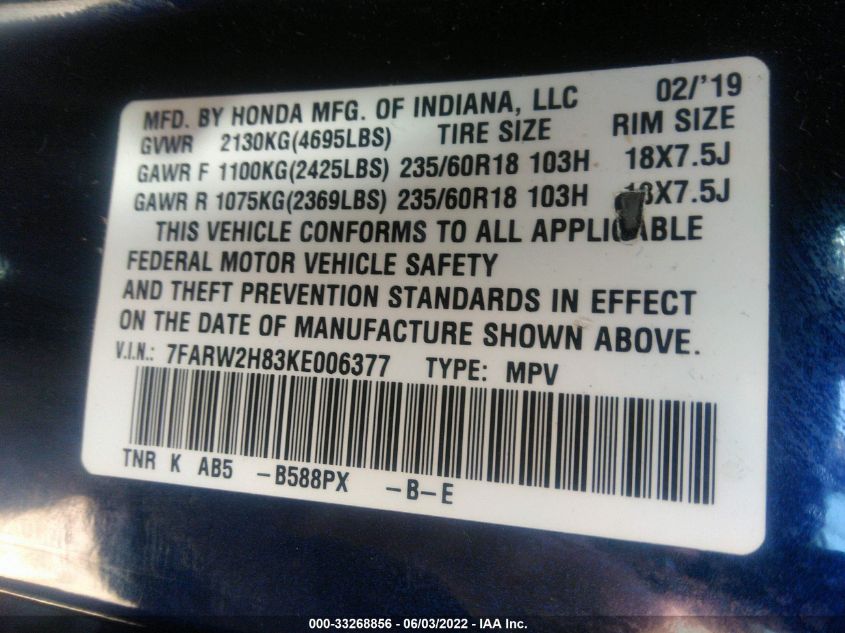 MFD. BY HONDA MFG. OF INDIANA, LLC 02/'19
GVWR 2130KG(4695LBS) TIRE SIZE RIM SIZE
GAWR F 1100KG(2425LBS) 235/60R18 103H 18X7.5J
GAWR R 1075KG(2369LBS) 235/60R18 103H 18X7.5J
THIS VEHICLE CONFORMS TO ALL APPLICABLE
FEDERAL MOTOR VEHICLE SAFETY
AND THEFT PREVENTION STANDARDS IN EFFECT
ON THE DATE OF MANUFACTURE SHOWN ABOVE.
V.I.N.: 7FARW2H83KE006377 TYPE: MPV
TNR K AB5 -B588PX -B-E
000-33268856 - 06/03/2022 - IAA Inc.